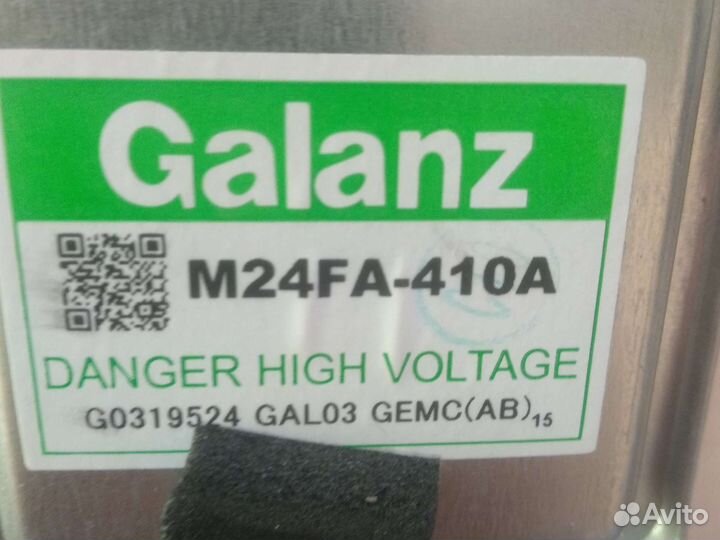 Galanz
M24FA-410A
DANGER HIGH VOLTAGE
G0319524 GAL03 GEMC(AB)15
Avito